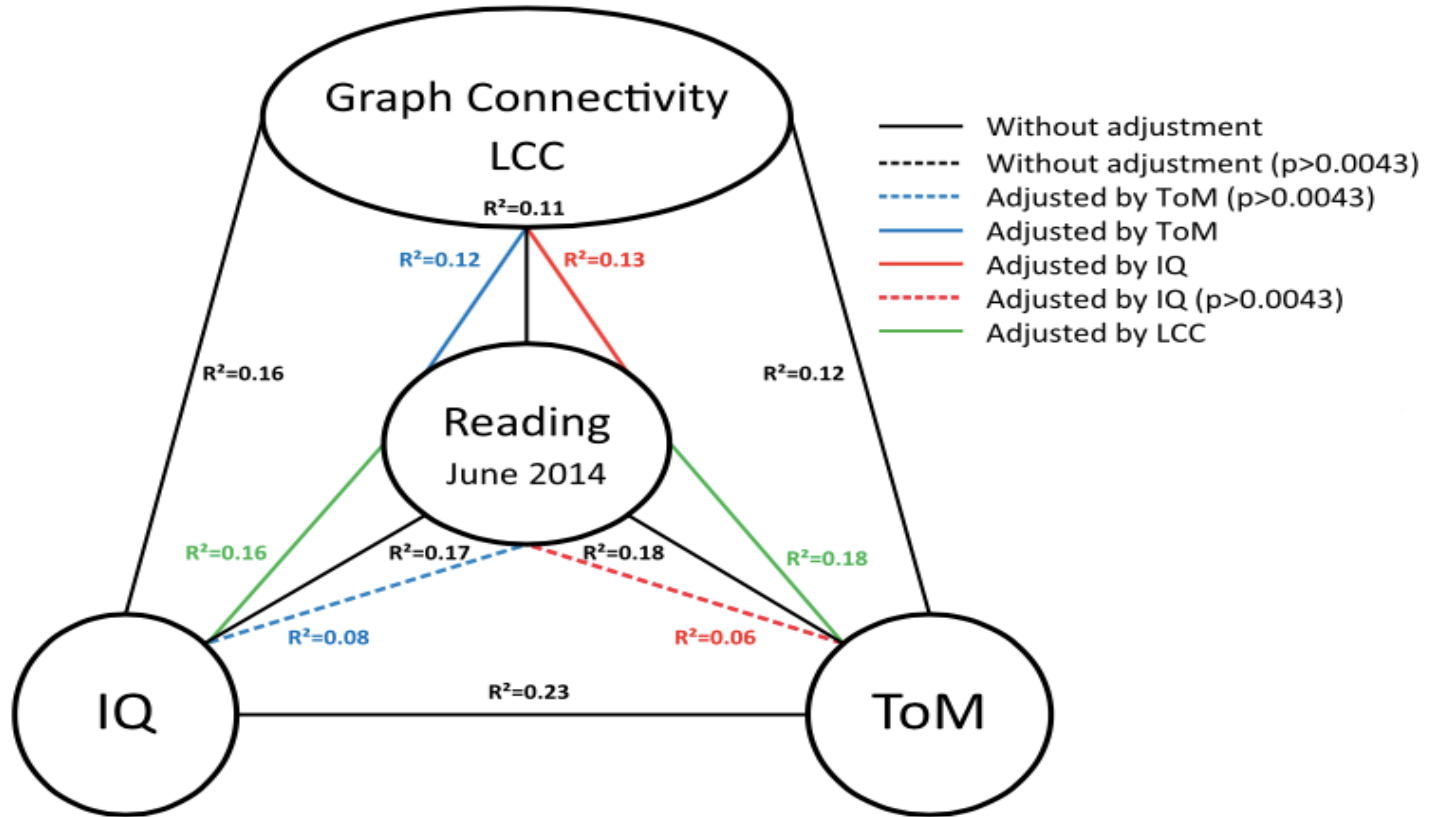 Graph Connectivity
LCC
R²=0.11
R²=0.12
R²=0.13
Without adjustment
Without adjustment (p>0.0043)
Adjusted by ToM (p>0.0043)
Adjusted by ToM
Adjusted by IQ
Adjusted by IQ (p>0.0043)
Adjusted by LCC
R²=0.16
R²=0.12
Reading
June 2014
R²=0.16
R²=0.17
R²=0.18
R²=0.18
R²=0.08
R²=0.06
R²=0.23
IQ
ToM